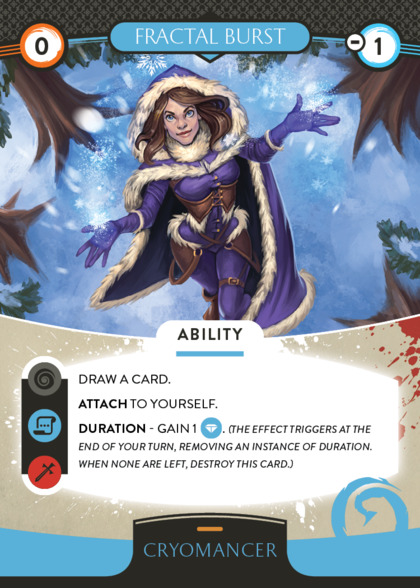 FRACTAL BURST
0
-1
ABILITY
DRAW A CARD.
ATTACH TO YOURSELF.
DURATION - GAIN 1 . (THE EFFECT TRIGGERS AT THE
END OF YOUR TURN, REMOVING AN INSTANCE OF DURATION.
WHEN NONE ARE LEFT, DESTROY THIS CARD.)
CRYOMANCER